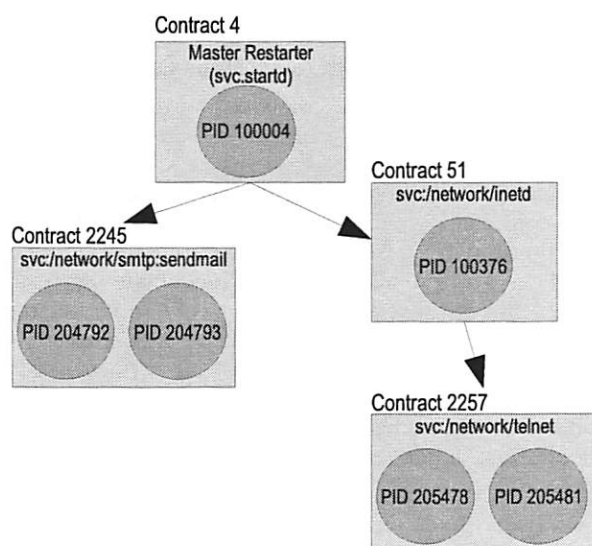 Contract 4
Master Restarter
(svc.startd)
PID 100004
Contract 51
svc:/network/inetd
PID 100376
Contract 2245
svc:/network/smtp:sendmail
PID 204792 PID 204793
Contract 2257
svc:/network/telnet
PID 205478 PID 205481